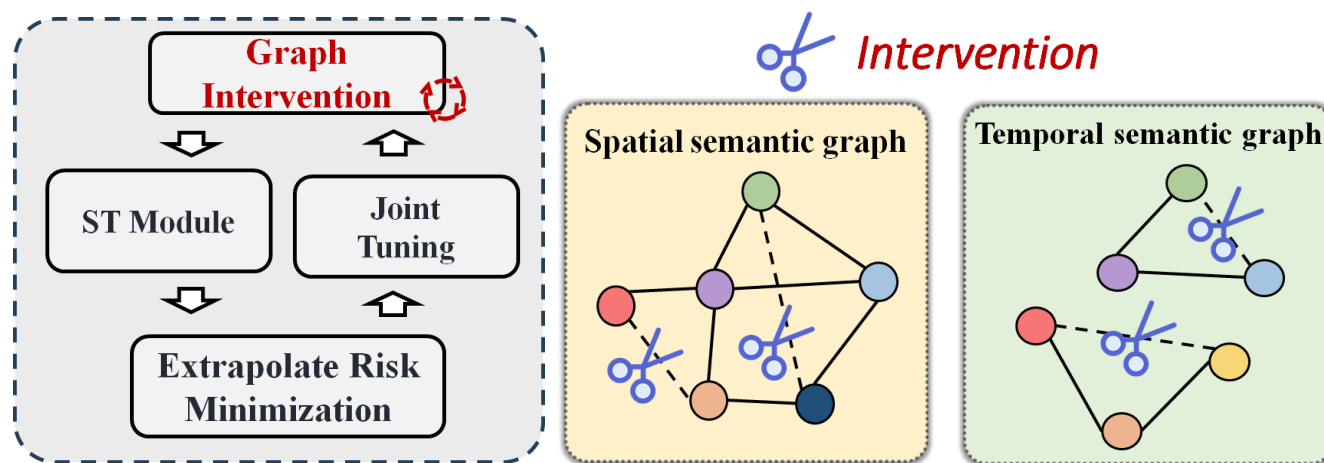 Graph
Intervention
ST Module
Joint
Tuning
Extrapolate Risk
Minimization
Intervention
Spatial semantic graph
Temporal semantic graph